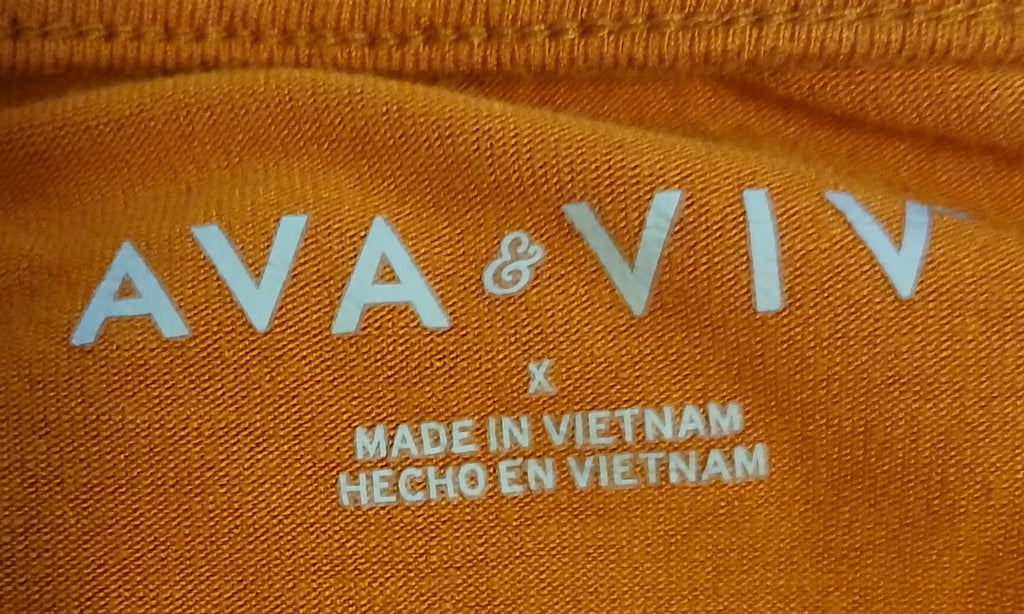 AVA & VIV
X
MADE IN VIETNAM
HECHO EN VIETNAM